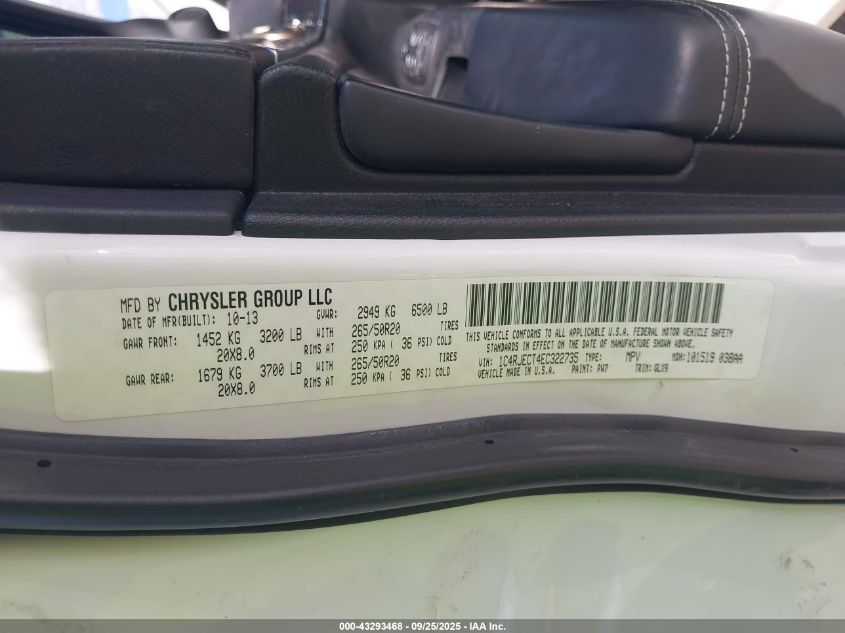 MFD BY CHRYSLER GROUP LLC
DATE OF MFR(BUILT): 10-13 GVWR: 2949 KG 6500 LB
GAWR FRONT: 1452 KG 3200 LB WITH 265/50R20 TIRES
20X8.0 RIMS AT 250 KPA ( 36 PSI) COLD
GAWR REAR: 1679 KG 3700 LB WITH 265/50R20 TIRES
20X8.0 RIMS AT 250 KPA ( 36 PSI) COLD
THIS VEHICLE CONFORMS TO ALL APPLICABLE U.S.A. FEDERAL MOTOR VEHICLE SAFETY
STANDARDS IN EFFECT ON THE DATE OF MANUFACTURE SHOWN ABOVE.
VIN: 1C4RJECT4EC322735 TYPE: MPV MDH: 101519 038AA
VEHICLE MADE IN U.S.A. PAINT: PW7 TRIM: GLX9
000-43293468 - 09/25/2025 - IAA Inc.